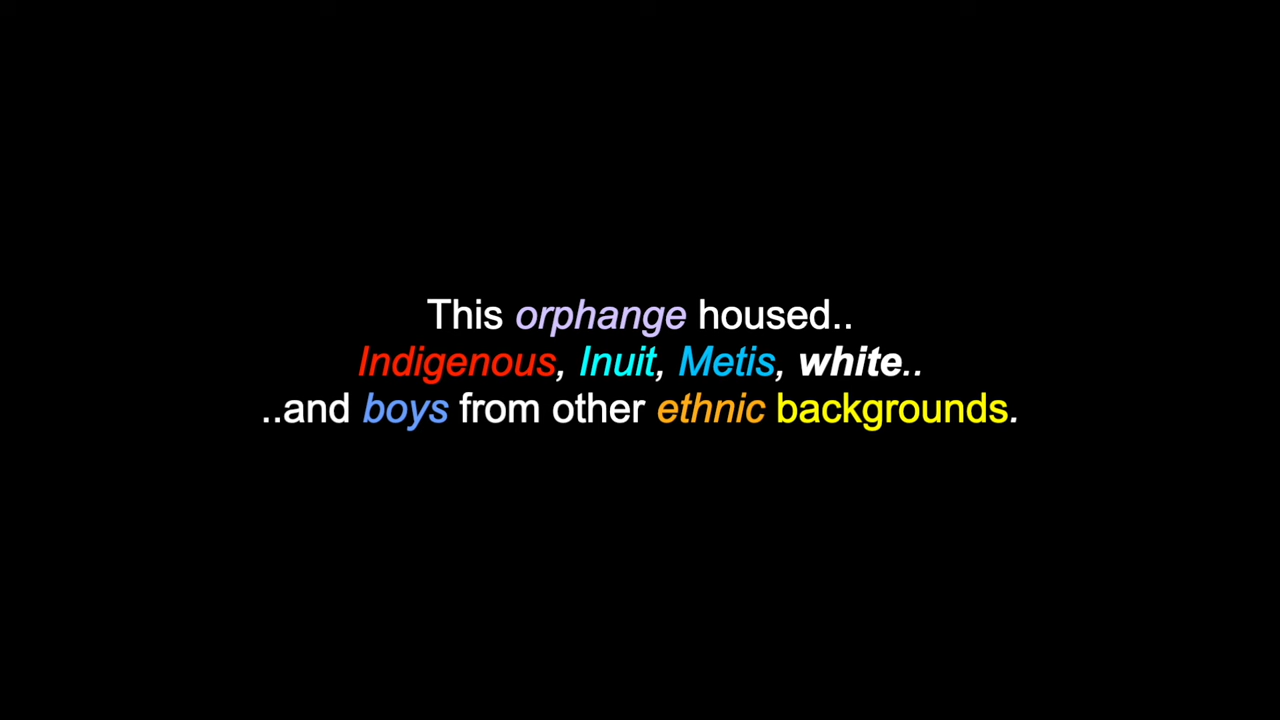 This orphange housed..
Indigenous, Inuit, Metis, white..
..and boys from other ethnic backgrounds.